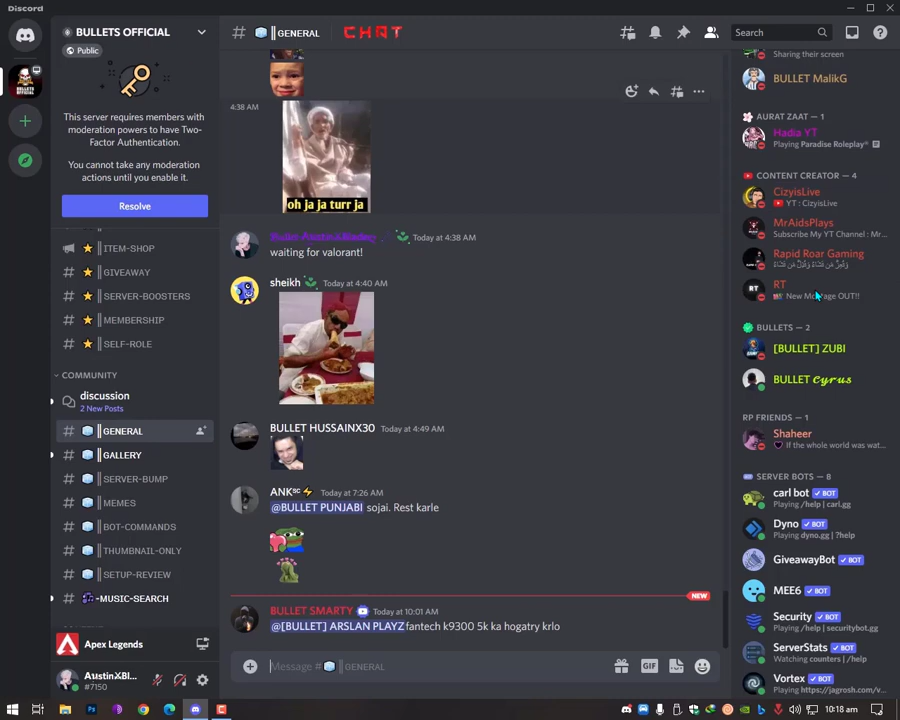 Discord
BULLETS OFFICIAL
Public
This server requires members with
moderation powers to have Two-
Factor Authentication.
You cannot take any moderation
actions until you enable it.
Resolve
ITEM-SHOP
GIVEAWAY
SERVER-BOOSTERS
MEMBERSHIP
SELF-ROLE
COMMUNITY
discussion
2 New Posts
GENERAL
GALLERY
SERVER-BUMP
MEMES
BOT-COMMANDS
THUMBNAIL-ONLY
SETUP-REVIEW
-MUSIC-SEARCH
Apex Legends
#7150
GENERAL
CHAT
4:38 AM
oh ja ja turr ja
Today at 4:38 AM
waiting for valorant!
sheikh Today at 4:40 AM
BULLET HUSSAINX30 Today at 4:49 AM
ANKSC Today at 7:26 AM
@BULLET PUNJABI sojai. Rest karle
NEW
BULLET SMARTY Today at 10:01 AM
@[BULLET] ARSLAN PLAYZ fantech k9300 5k ka hogatry krlo
Message # GENERAL
GIF
Search
Sharing their screen
BULLET MalikG
AURAT ZAAT — 1
Hadia YT
Playing Paradise Roleplay®
CONTENT CREATOR — 4
CizyisLive
YT : CizyisLive
MrAidsPlays
Subscribe My YT Channel : Mr...
Rapid Roar Gaming
RT
RT
New Page OUT!!
BULLETS — 2
[BULLET] ZUBI
BULLET Cyrus
RP FRIENDS — 1
Shaheer
If the whole world was wat...
SERVER BOTS — 8
carl bot BOT
Playing /help | carl.gg
Dyno BOT
Playing dyno.gg | ?help
GiveawayBot BOT
MEE6 BOT
Security BOT
Playing /help | securitybot.gg
ServerStats BOT
Watching counters | /help
Vortex BOT
Playing https://jagrosh.com/v...
10:18 am